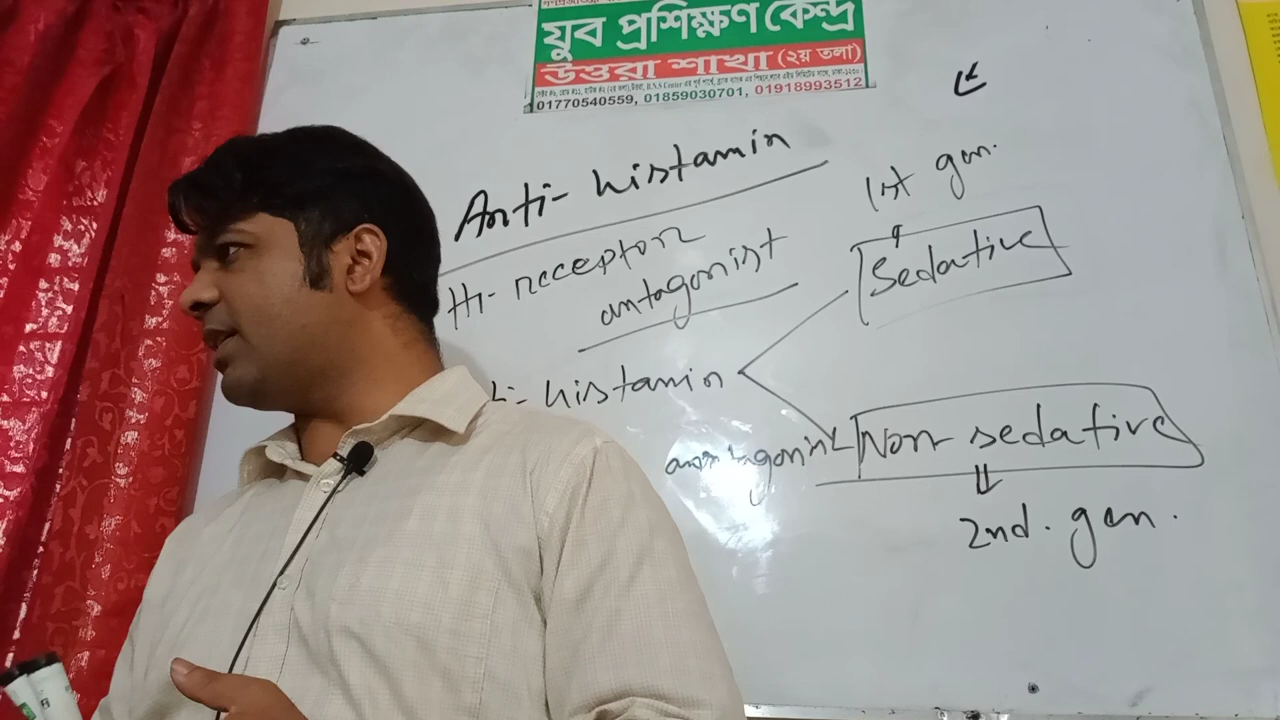 যুব প্রশিক্ষণ কেন্দ্র
উত্তরা শাখা (২য় তলা)
01770540559, 01859030701, 01918993512
Anti-histamin
H1-receptor
antagonist
1st gen.
Sedative
histamin
Non sedative
2nd. gen.